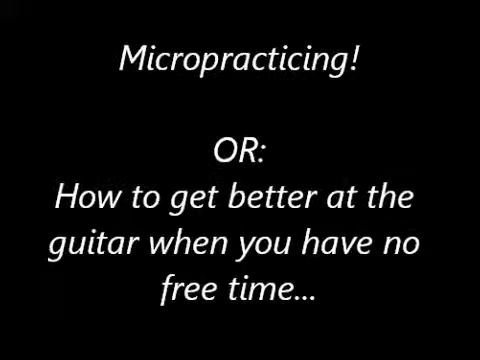 Micropracticing!
OR:
How to get better at the
guitar when you have no
free time...